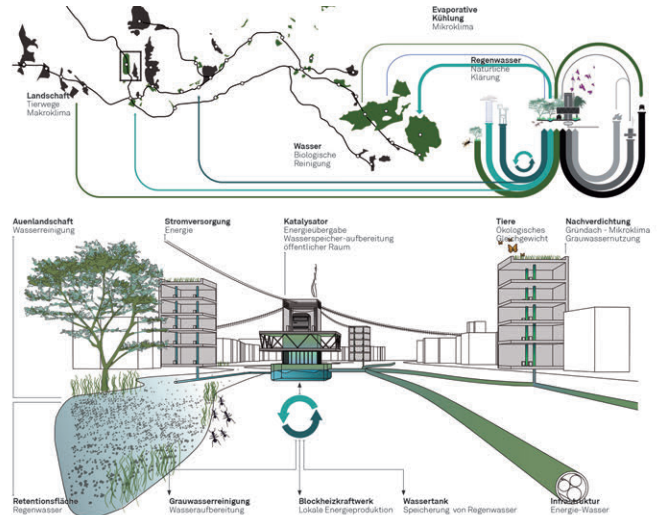 Evaporative
Kühlung
Mikroklima
Regenwasser
Natürliche
Klärung
Landschaft
Tierwege
Makroklima
Wasser
Biologische
Reinigung
Auenlandschaft
Wasserreinigung
Stromversorgung
Energie
Katalysator
Energieübergabe
Wasserspeicher-aufbereitung
öffentlicher Raum
Tiere
Ökologisches
Gleichgewicht
Nachverdichtung
Gründach - Mikroklima
Grauwassernutzung
Retentionsfläche
Regenwasser
Grauwasserreinigung
Wasseraufbereitung
Blockheizkraftwerk
Lokale Energieproduktion
Wassertank
Speicherung von Regenwasser
Infrastruktur
Energie-Wasser